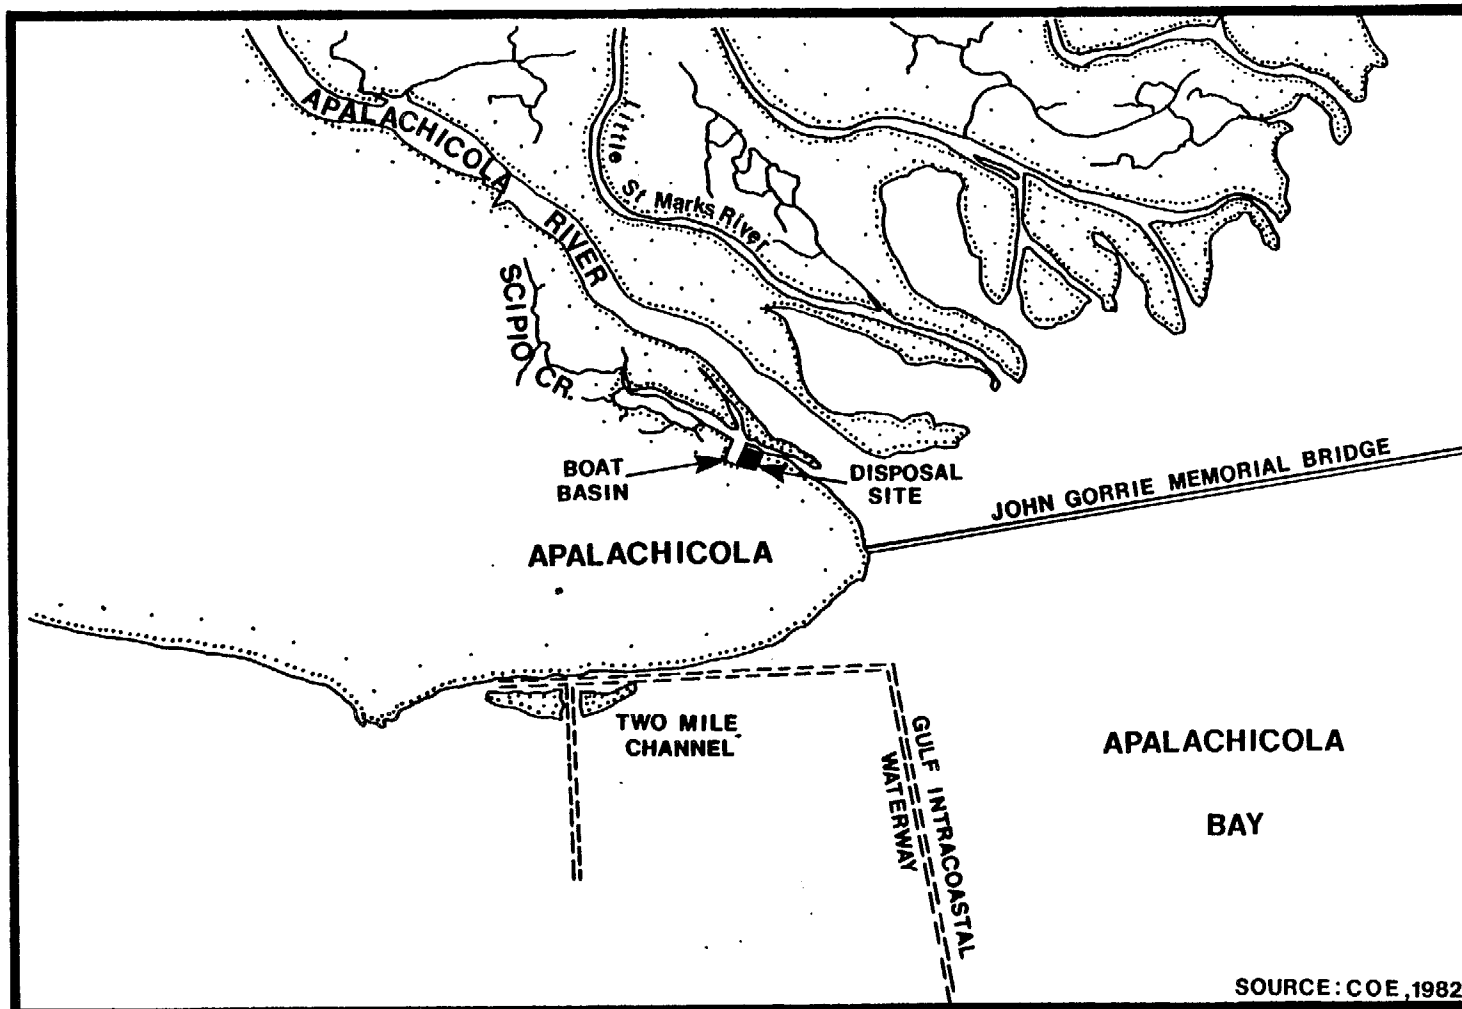 APALACHICOLA RIVER
Little St Marks River
SCIPIO CR.
BOAT
BASIN
DISPOSAL
SITE
JOHN GORRIE MEMORIAL BRIDGE
APALACHICOLA
TWO MILE
CHANNEL
GULF INTRACOASTAL
WATERWAY
APALACHICOLA
BAY
SOURCE: COE, 1982